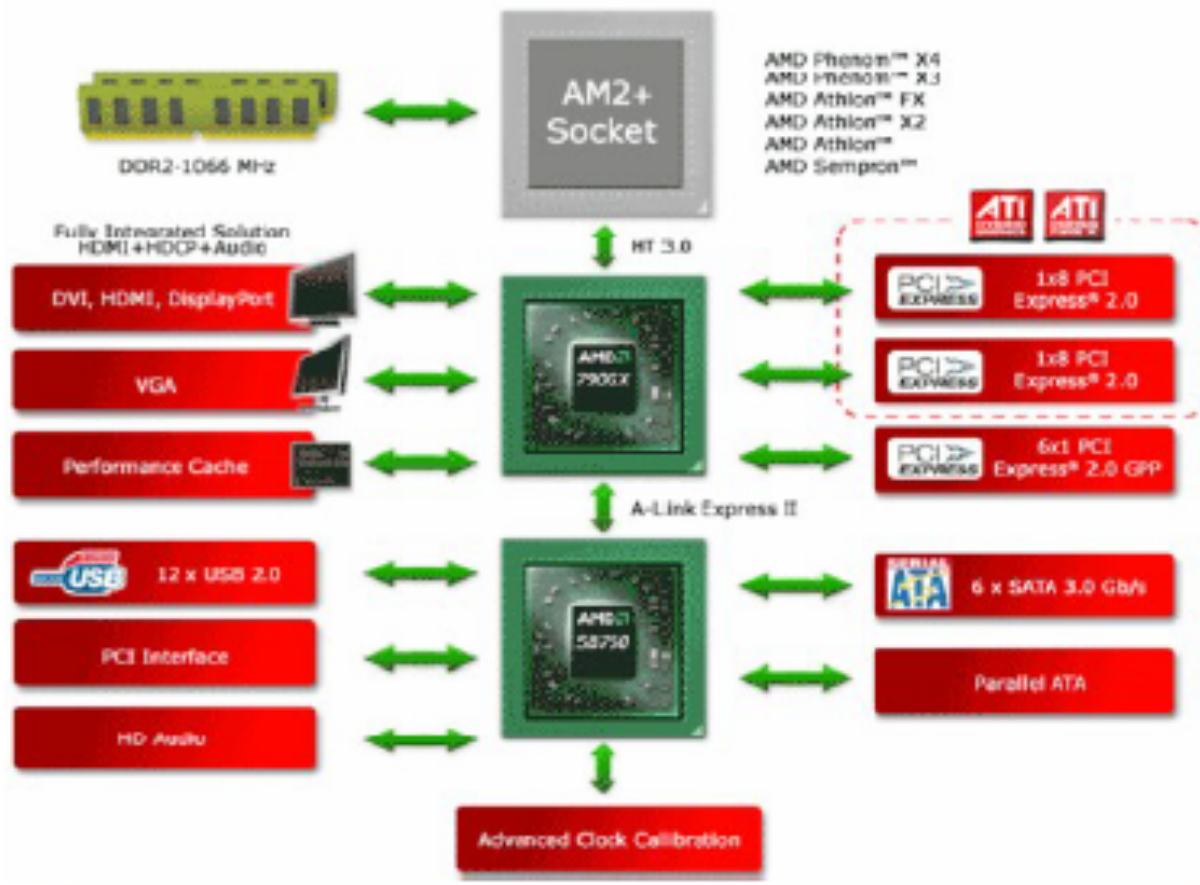 AM2+
Socket
AMD Phenom™ X4
AMD Phenom™ X3
AMD Athlon™ FX
AMD Athlon™ X2
AMD Athlon™
AMD Sempron™
DDR2-1066 MHz
Fully Integrated Solution
HDMI+HDCP+Audio
HT 3.0
ATI
ATI
DVI, HDMI, DisplayPort
AMD
790GX
PCI
EXPRESS
1x8 PCI
Express® 2.0
VGA
PCI
EXPRESS
1x8 PCI
Express® 2.0
Performance Cache
PCI
EXPRESS
6x1 PCI
Express® 2.0 GPP
A-Link Express II
USB
12 x USB 2.0
AMD
SB750
SERIAL
ATA
6 x SATA 3.0 Gb/s
PCI Interface
Parallel ATA
HD Audio
Advanced Clock Calibration